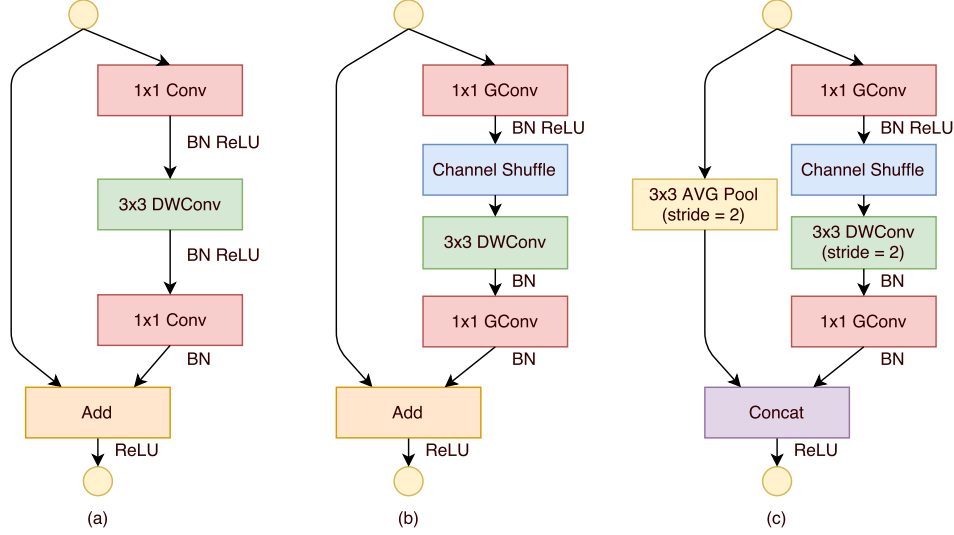 1x1 Conv
BN ReLU
3x3 DWConv
BN ReLU
1x1 Conv
BN
Add
ReLU
(a)
1x1 GConv
BN ReLU
Channel Shuffle
3x3 DWConv
BN
1x1 GConv
BN
Add
ReLU
(b)
3x3 AVG Pool
(stride = 2)
1x1 GConv
BN ReLU
Channel Shuffle
3x3 DWConv
(stride = 2)
BN
1x1 GConv
BN
Concat
ReLU
(c)